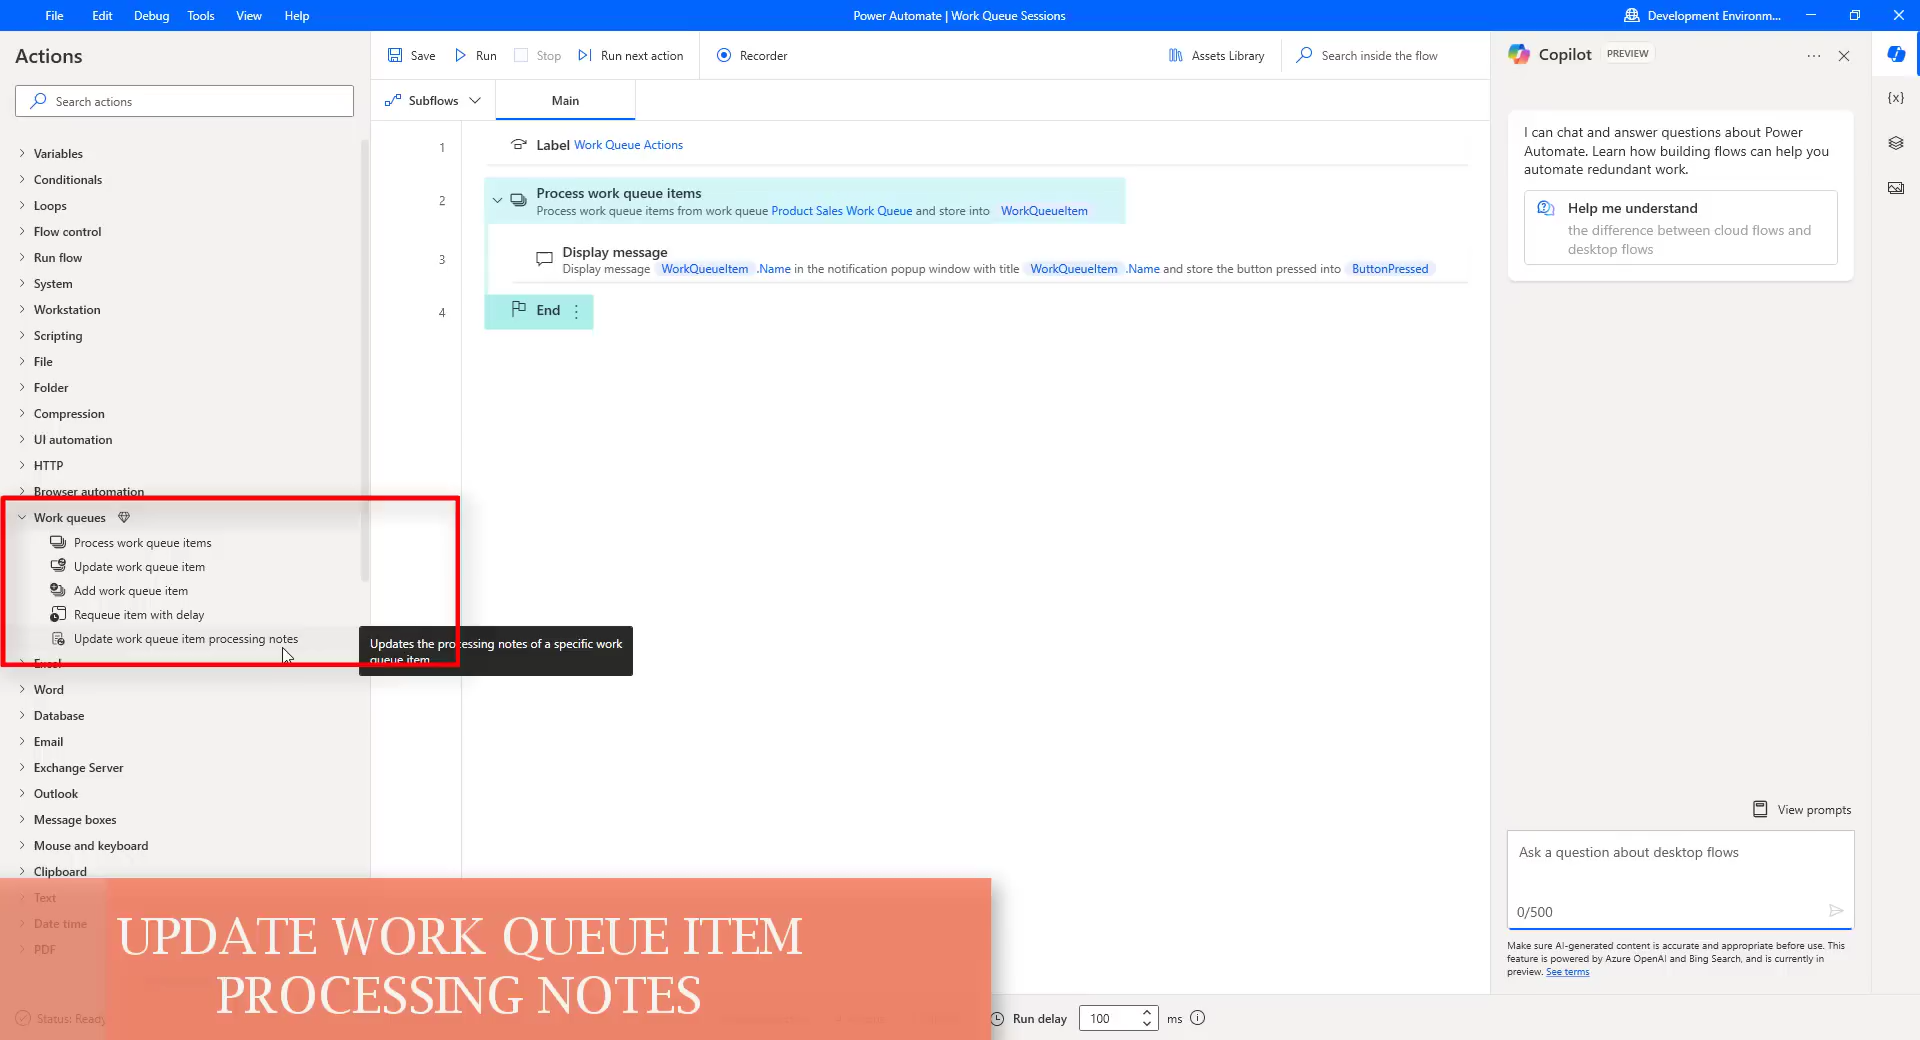 File Edit Debug Tools View Help
Power Automate | Work Queue Sessions
Development Environm...
Actions
Search actions
Variables
Conditionals
Loops
Flow control
Run flow
System
Workstation
Scripting
File
Folder
Compression
UI automation
HTTP
Browser automation
Work queues
Process work queue items
Update work queue item
Add work queue item
Requeue item with delay
Update work queue item processing notes
Excel
Word
Database
Email
Exchange Server
Outlook
Message boxes
Mouse and keyboard
Clipboard
Text
Date time
PDF
Status: Ready
Save Run Stop Run next action Recorder
Assets Library Search inside the flow
Subflows Main
1 Label Work Queue Actions
2 Process work queue items
Process work queue items from work queue Product Sales Work Queue and store into WorkQueueItem
3 Display message
Display message WorkQueueItem .Name in the notification popup window with title WorkQueueItem .Name and store the button pressed into ButtonPressed
4 End
Updates the processing notes of a specific work
queue item
UPDATE WORK QUEUE ITEM
PROCESSING NOTES
Run delay 100 ms
Copilot PREVIEW
I can chat and answer questions about Power
Automate. Learn how building flows can help you
automate redundant work.
Help me understand
the difference between cloud flows and
desktop flows
View prompts
Ask a question about desktop flows
0/500
Make sure AI-generated content is accurate and appropriate before use. This
feature is powered by Azure OpenAI and Bing Search, and is currently in
preview. See terms
{x}